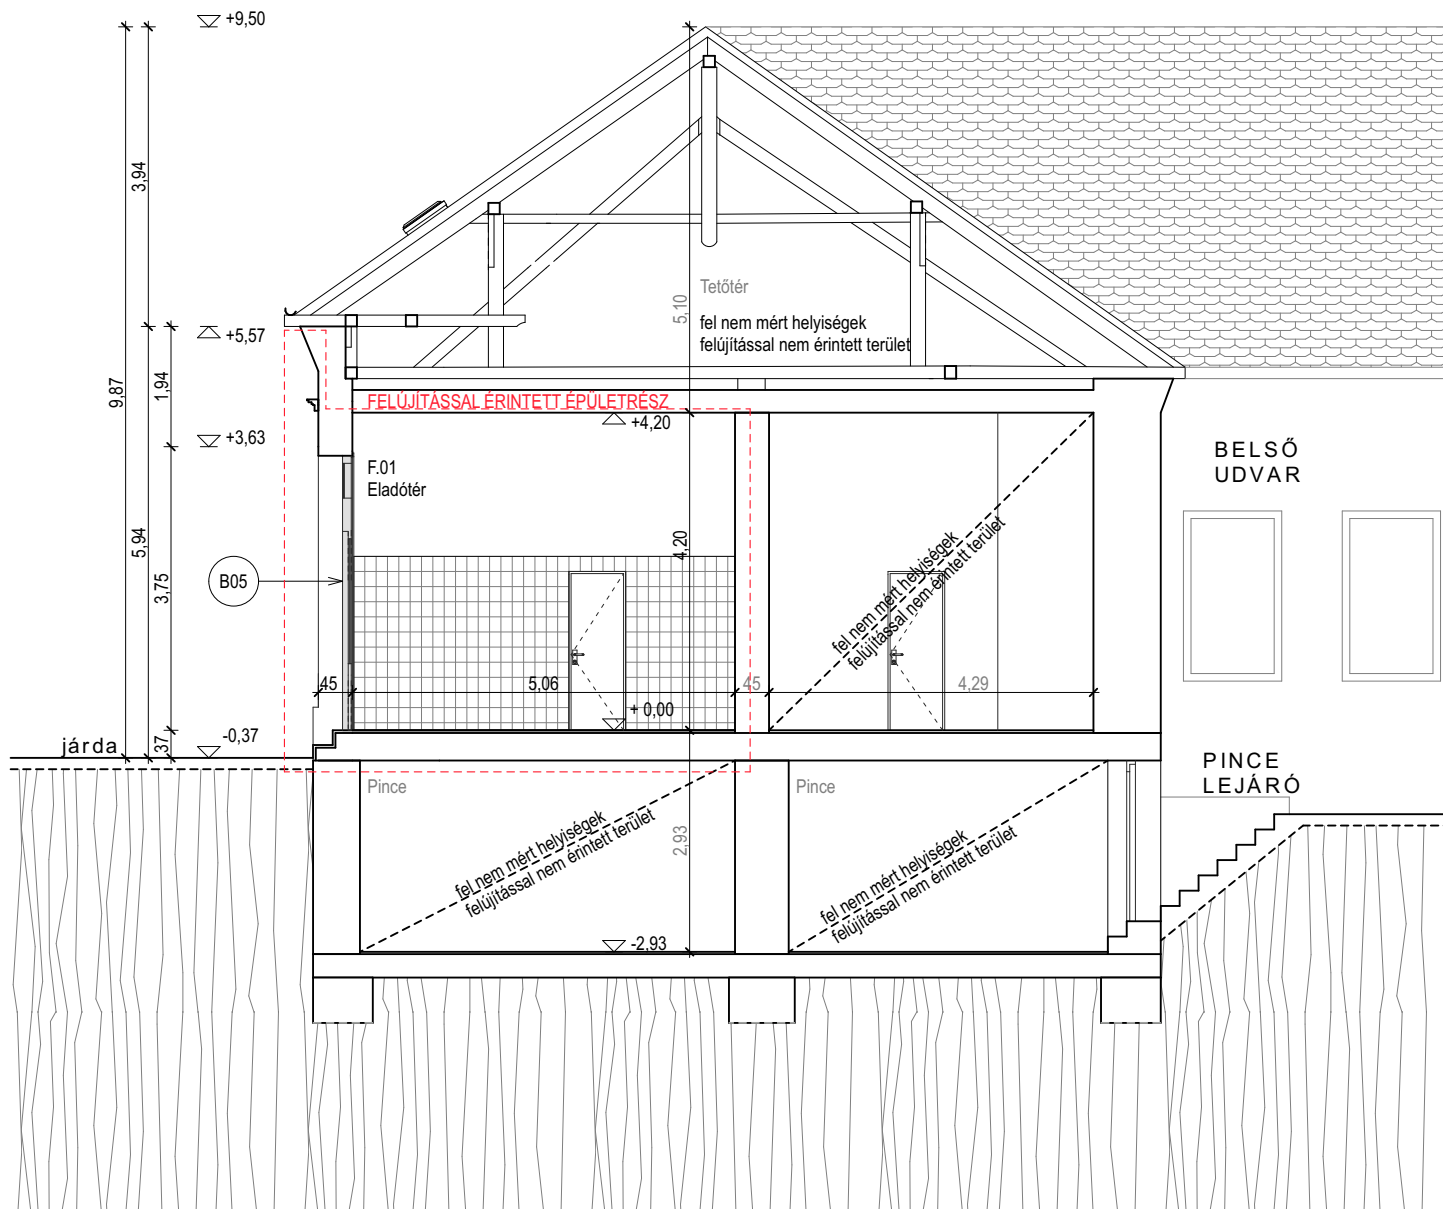 +9,50
3,94
Tetőtér
5,10
fel nem mért helyiségek
felújítással nem érintett terület
+5,57
9,87
1,94
FELÚJÍTÁSSAL ÉRINTETT ÉPÜLETRÉSZ
+4,20
+3,63
BELSŐ
UDVAR
F.01
Eladótér
5,94
3,75
4,20
B05
fel nem mért helyiségek
felújítással nem érintett terület
45
5,06
45
4,29
+ 0,00
-0,37
járda
37
PINCE
LEJÁRÓ
Pince
Pince
2,93
fel nem mért helyiségek
felújítással nem érintett terület
fel nem mért helyiségek
felújítással nem érintett terület
-2,93